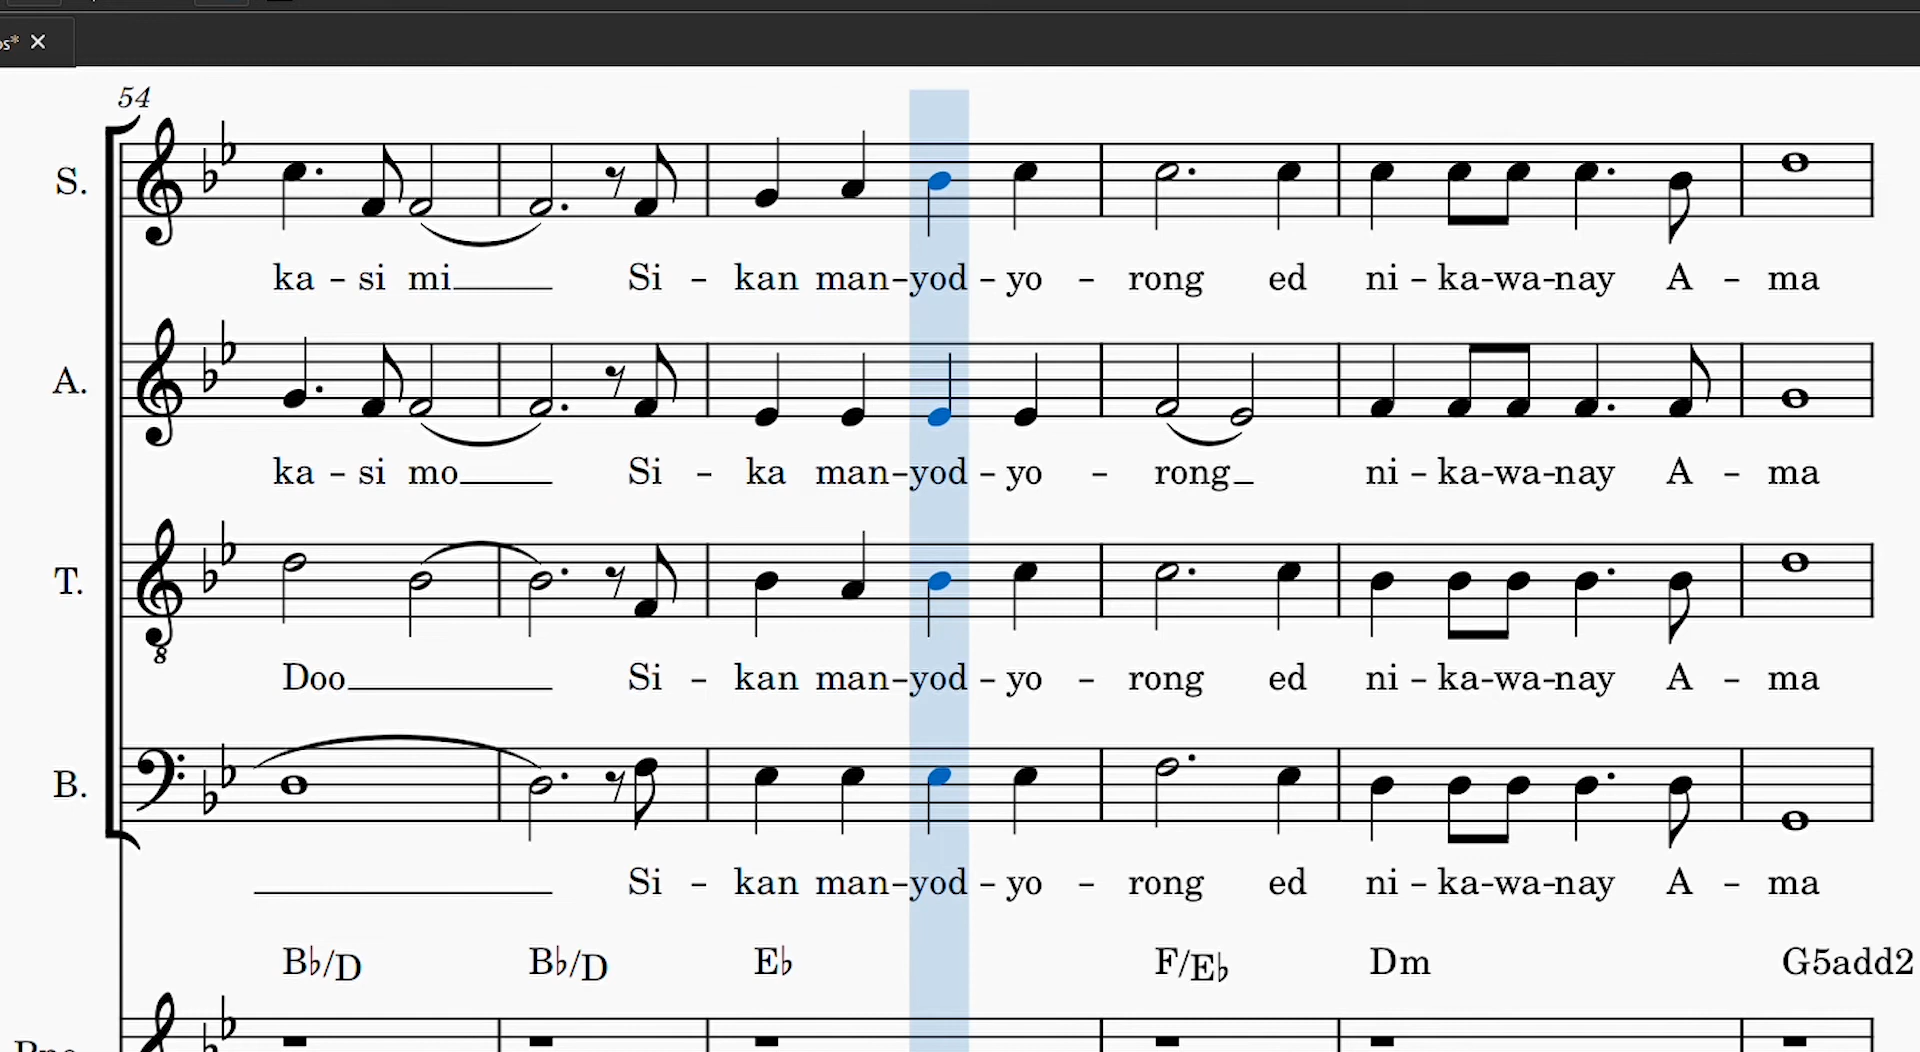 os*
54
S.
ka - si mi Si - kan man-yod - yo - rong ed ni - ka-wa-nay A - ma
A.
ka - si mo Si - ka man-yod - yo - rong ni - ka-wa-nay A - ma
T.
8
Doo Si - kan man-yod - yo - rong ed ni - ka-wa-nay A - ma
B.
Si - kan man-yod - yo - rong ed ni - ka-wa-nay A - ma
B♭/D B♭/D E♭ F/E♭ Dm G5add2